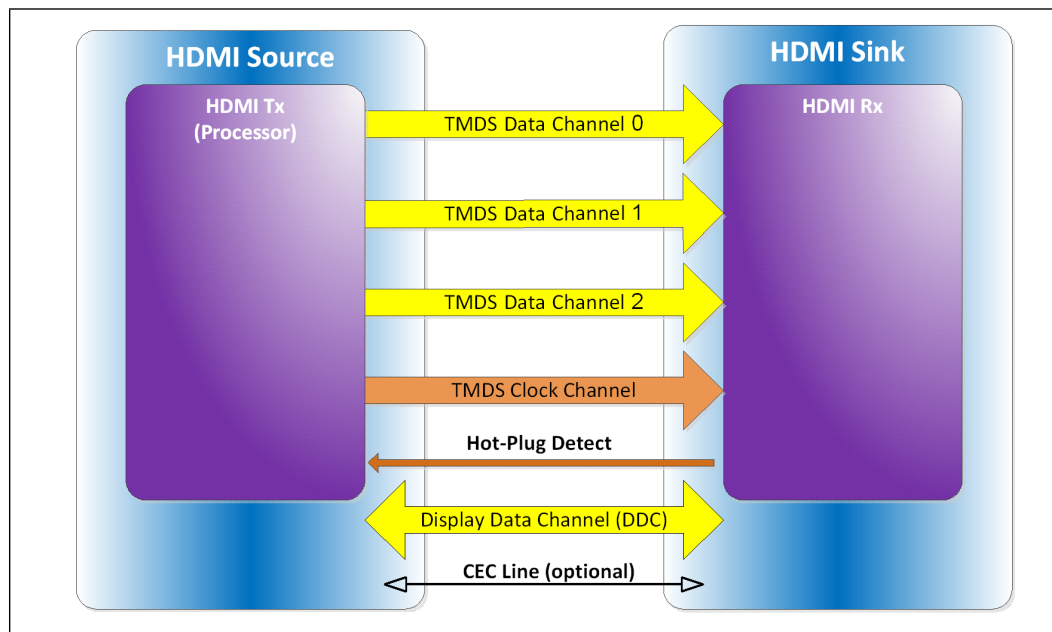 HDMI Source
HDMI Sink
HDMI Tx
(Processor)
HDMI Rx
TMDS Data Channel 0
TMDS Data Channel 1
TMDS Data Channel 2
TMDS Clock Channel
Hot-Plug Detect
Display Data Channel (DDC)
CEC Line (optional)